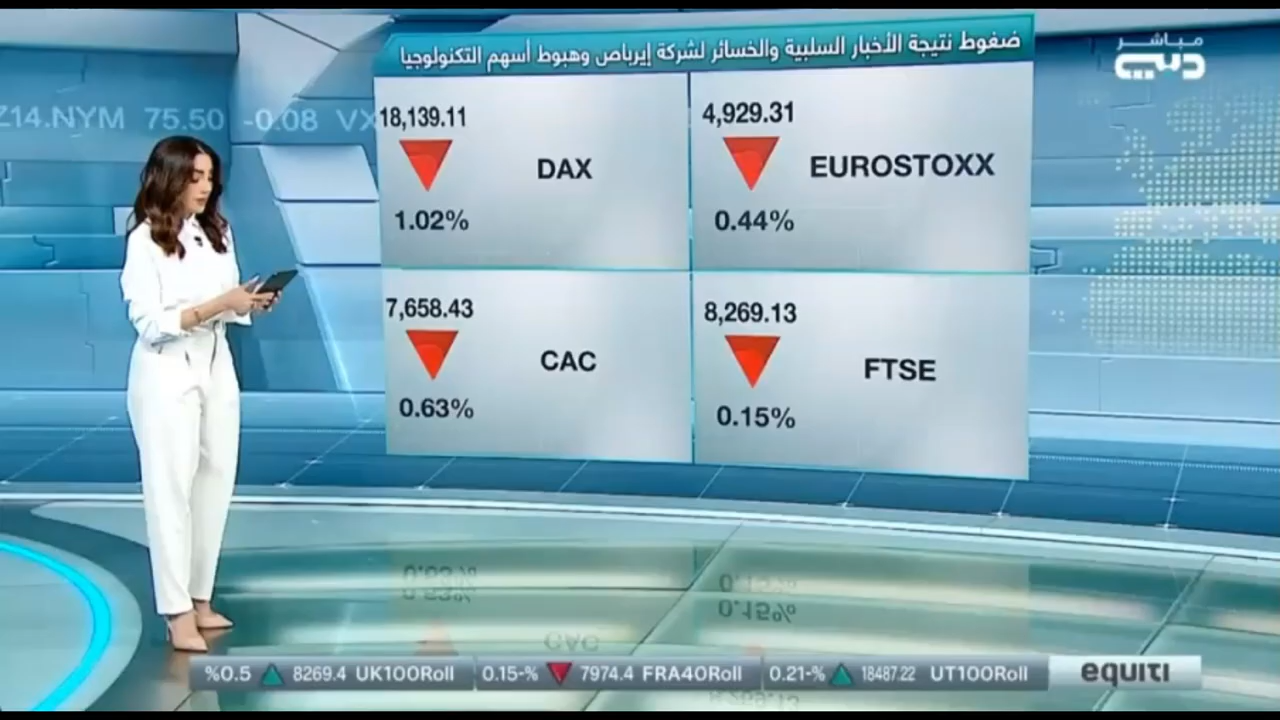 ضغوط نتيجة الأخبار السلبية والخسائر لشركة إيرباص وهبوط أسهم التكنولوجيا
مباشر
دبي
Z14.NYM 75.50 -0.08 VX
18,139.11
DAX
1.02%
4,929.31
EUROSTOXX
0.44%
7,658.43
CAC
0.63%
8,269.13
FTSE
0.15%
%0.5 8269.4 UK100Roll 0.15-% 7974.4 FRA40Roll 0.21-% 18487.22 UT100Roll
equiti